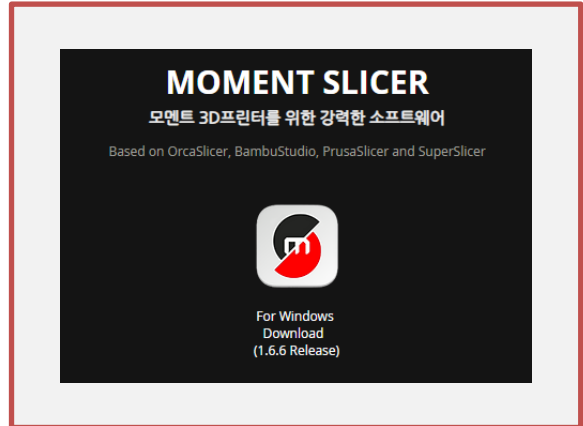 MOMENT SLICER
모멘트 3D프린터를 위한 강력한 소프트웨어
Based on OrcaSlicer, BambuStudio, PrusaSlicer and SuperSlicer
m
For Windows
Download
(1.6.6 Release)